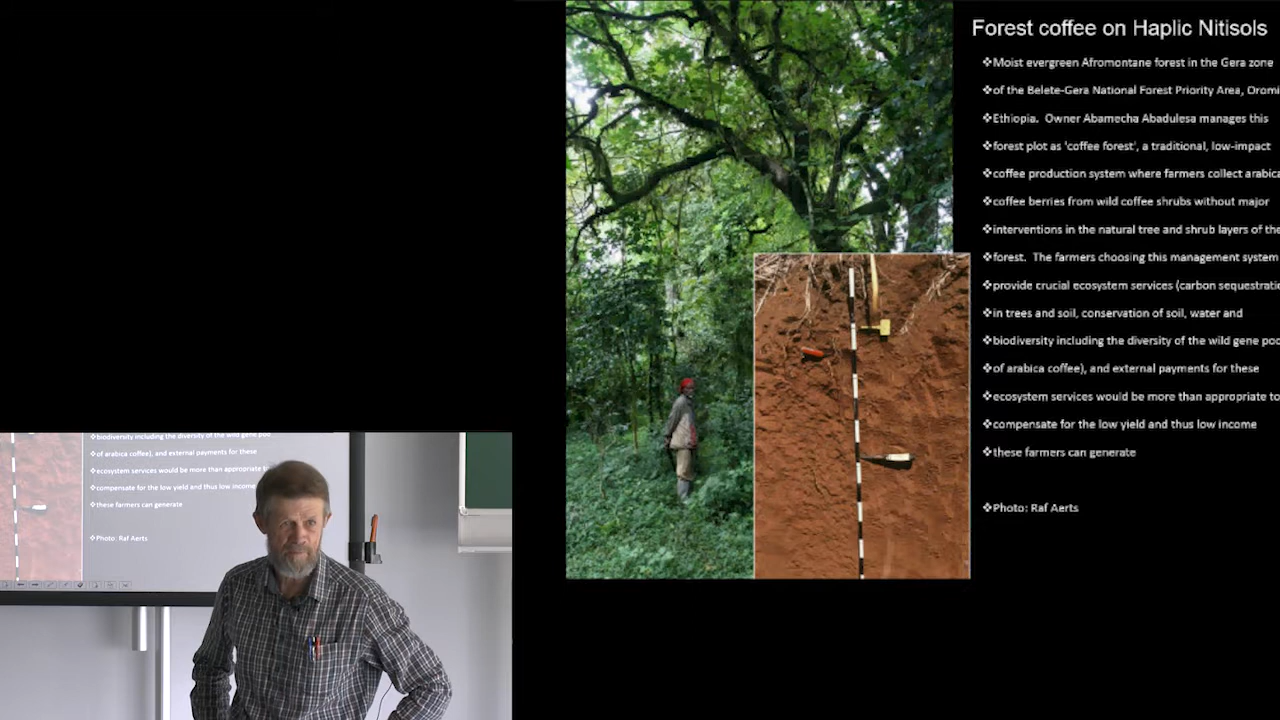 Forest coffee on Haplic Nitisols
❖Moist evergreen Afromontane forest in the Gera zone
❖of the Belete-Gera National Forest Priority Area,
❖Ethiopia.  Owner Abamecha Abadulesa manages this
❖forest plot as 'coffee forest', a traditional, low-impact
❖coffee production system where farmers collect arabica
❖coffee berries from wild coffee shrubs without major
❖interventions in the natural tree and shrub layers of the
❖forest.  The farmers choosing this management system
❖provide crucial ecosystem services (carbon
❖in trees and soil, conservation of soil, water and
❖biodiversity including the diversity of the wild gene
❖of arabica coffee), and external payments for these
❖ecosystem services would be more than appropriate to
❖compensate for the low yield and thus low income
❖these farmers can generate
❖Photo: Raf Aerts
❖biodiversity including the diversity of the wild gene
❖of arabica coffee), and external payments for these
❖ecosystem services would be more than appropriate
❖compensate for the low yield and thus low income
❖these farmers can generate
❖Photo: Raf Aerts